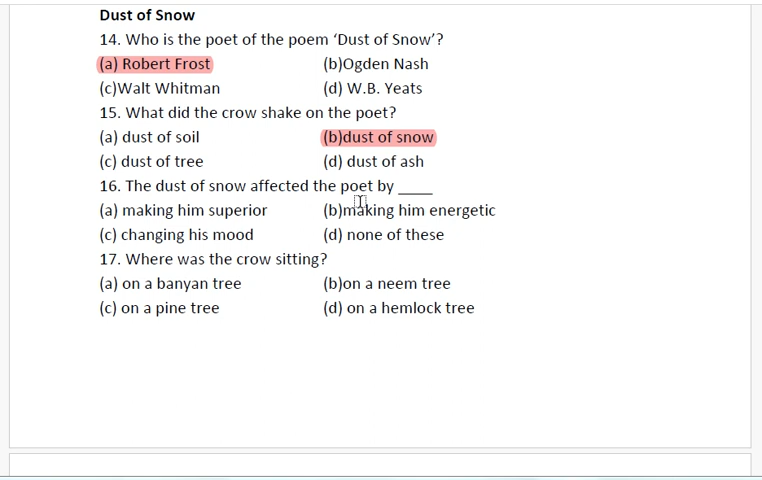 Dust of Snow
14. Who is the poet of the poem ‘Dust of Snow’?
(a) Robert Frost (b)Ogden Nash
(c)Walt Whitman (d) W.B. Yeats
15. What did the crow shake on the poet?
(a) dust of soil (b)dust of snow
(c) dust of tree (d) dust of ash
16. The dust of snow affected the poet by ____
(a) making him superior (b)making him energetic
(c) changing his mood (d) none of these
17. Where was the crow sitting?
(a) on a banyan tree (b)on a neem tree
(c) on a pine tree (d) on a hemlock tree